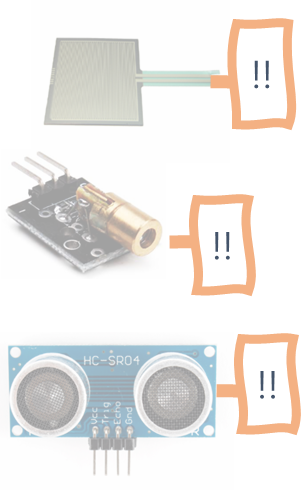 !!
!!
HC-SR04
Vcc
Trig
Echo
Gnd
!!